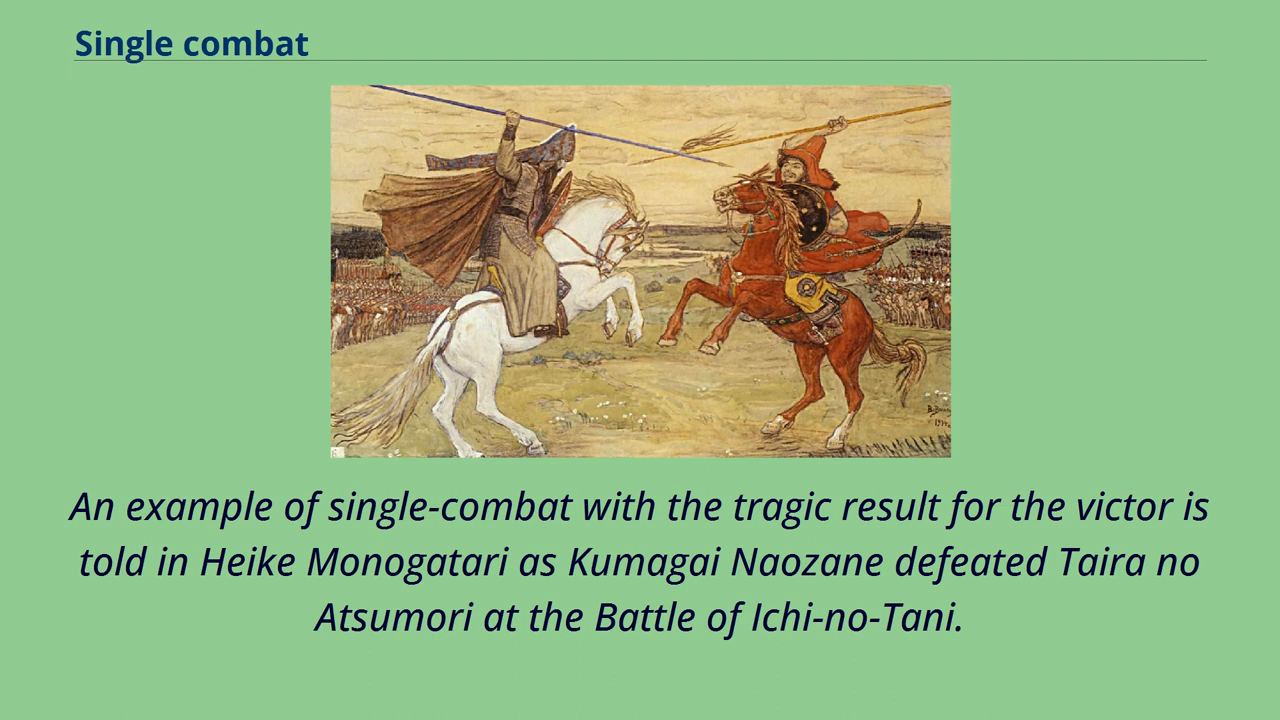 Single combat
An example of single-combat with the tragic result for the victor is
told in Heike Monogatari as Kumagai Naozane defeated Taira no
Atsumori at the Battle of Ichi-no-Tani.